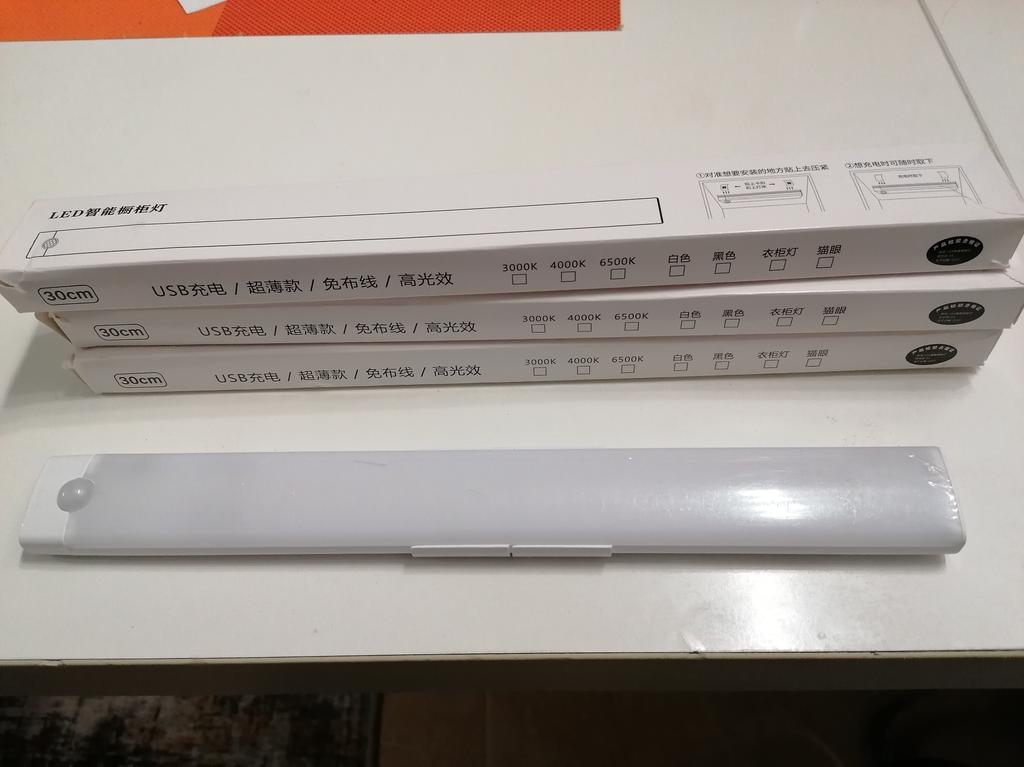 LED智能橱柜灯
①对准想要安装的地方贴上去压紧
②想充电时可随时取下
30cm USB充电 / 超薄款 / 免布线 / 高光效 3000K 4000K 6500K 白色 黑色 衣柜灯 猫眼
30cm USB充电 / 超薄款 / 免布线 / 高光效 3000K 4000K 6500K 白色 黑色 衣柜灯 猫眼
30cm USB充电 / 超薄款 / 免布线 / 高光效 3000K 4000K 6500K 白色 黑色 衣柜灯 猫眼